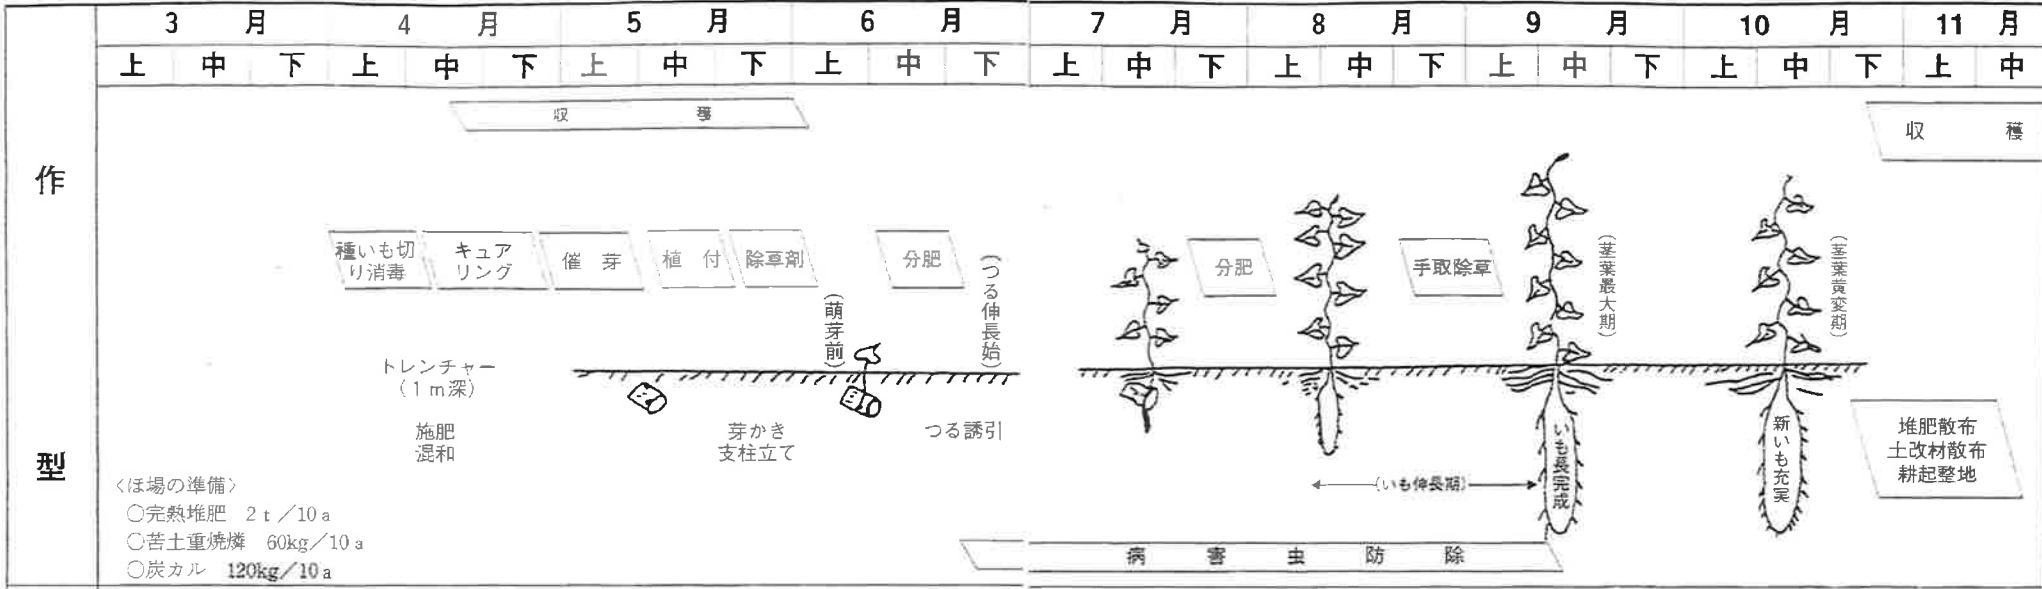 3 月 4 月 5 月 6 月 7 月 8 月 9 月 10 月 11 月
上 中 下 上 中 下 上 中 下 上 中 下 上 中 下 上 中 下 上 中 下 上 中 下 上 中
作
型
収 穫
収 穫
種いも切
り消毒
キュア
リング
催 芽
植 付
除草剤
(萌芽前)
分肥
(つる伸長始)
分肥
手取除草
(茎葉最大期)
(茎葉黄変期)
トレンチャー
(1m深)
施肥
混和
芽かき
支柱立て
つる誘引
(いも伸長期)
いも長完成
新いも充実
堆肥散布
土改材散布
耕起整地
〈ほ場の準備〉
○完熟堆肥 2t/10a
○苦土重焼燐 60kg/10a
○炭カル 120kg/10a
病 害 虫 防 除